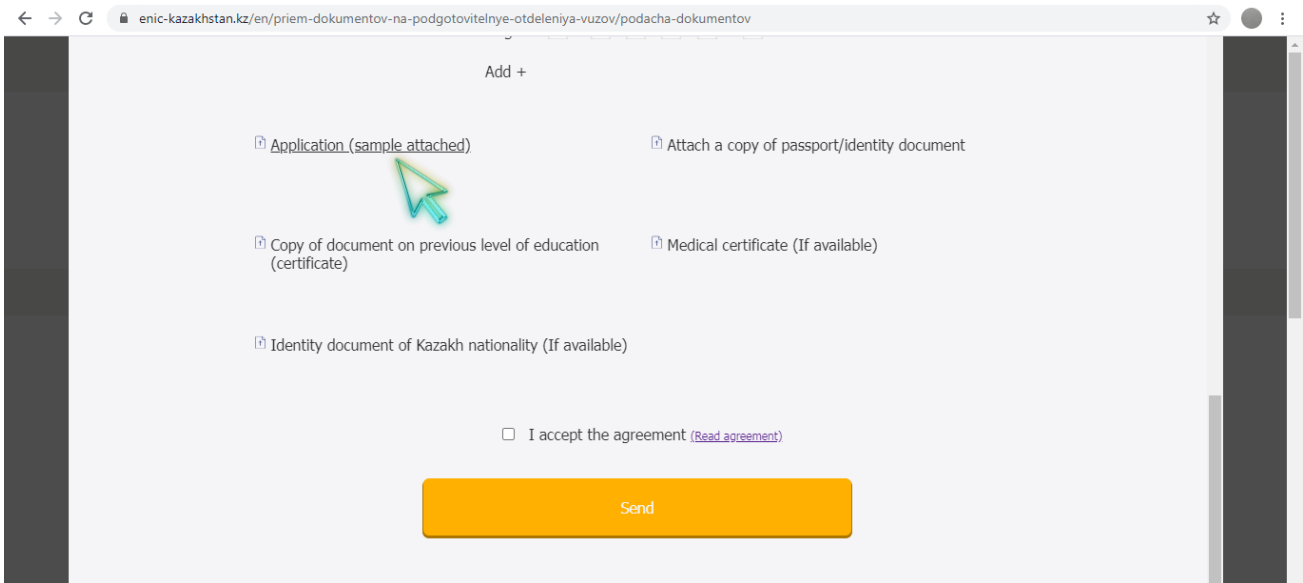 enic-kazakhstan.kz/en/priem-dokumentov-na-podgotovitelnye-otdeleniya-vuzov/podacha-dokumentov
Add +
Application (sample attached)
Attach a copy of passport/identity document
Copy of document on previous level of education
(certificate)
Medical certificate (If available)
Identity document of Kazakh nationality (If available)
I accept the agreement (Read agreement)
Send